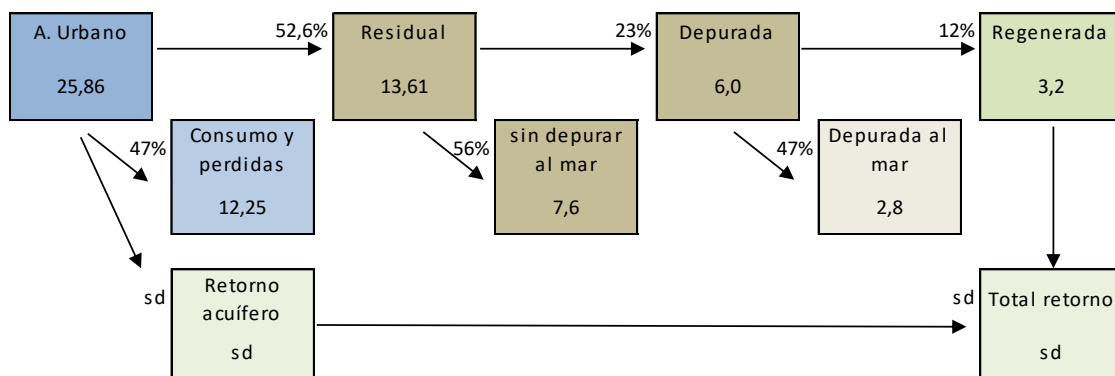 A. Urbano
25,86
52,6%
Residual
13,61
23%
Depurada
6,0
12%
Regenerada
3,2
47%
Consumo y
perdidas
12,25
56%
sin depurar
al mar
7,6
47%
Depurada al
mar
2,8
sd
Retorno
acuífero
sd
sd
Total retorno
sd